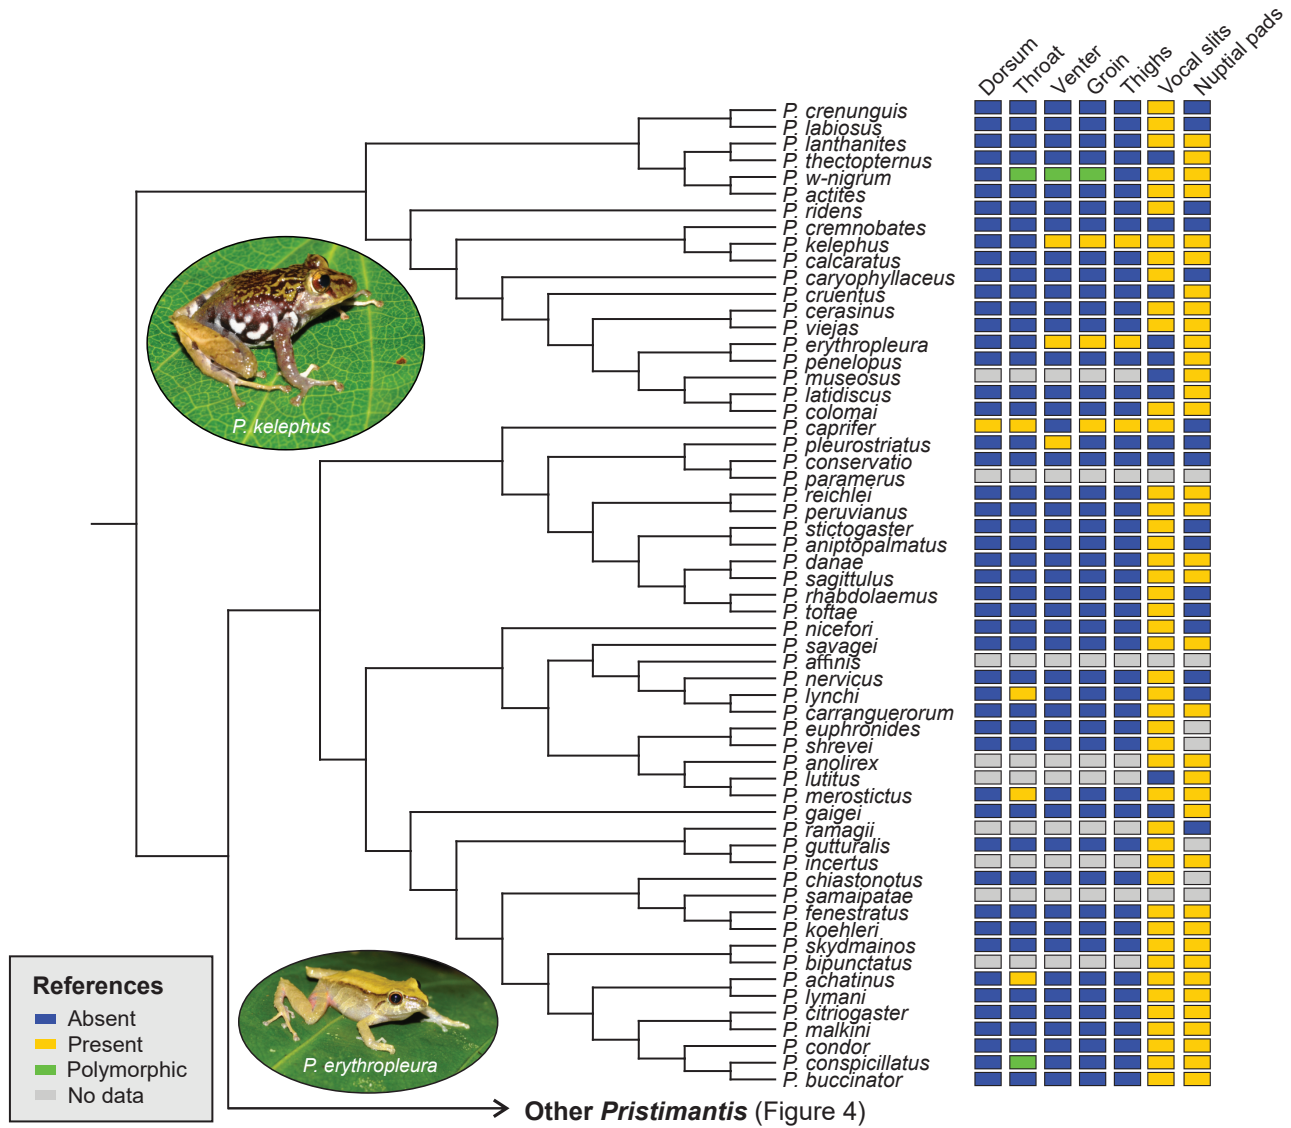 Dorsum
Throat
Venter
Groin
Thighs
Vocal slits
Nuptial pads
P. crenunguis
P. labiosus
P. lanthanites
P. thectopternus
P. w-nigrum
P. actites
P. ridens
P. cremnobates
P. kelephus
P. calcaratus
P. caryophyllaceus
P. cruentus
P. cerasinus
P. viejas
P. erythropleura
P. penelopus
P. museosus
P. latidiscus
P. colomai
P. caprifer
P. pleurostriatus
P. conservatio
P. paramerus
P. reichlei
P. peruvianus
P. stictogaster
P. aniptopalmatus
P. danae
P. sagittulus
P. rhabdolaemus
P. toftae
P. nicefori
P. savagei
P. affinis
P. nervicus
P. lynchi
P. carranguerorum
P. euphronides
P. shrevei
P. anolirex
P. lutitus
P. merostictus
P. gaigei
P. ramagii
P. gutturalis
P. incertus
P. chiastonotus
P. samaipatae
P. fenestratus
P. koehleri
P. skydmainos
P. bipunctatus
P. achatinus
P. lymani
P. citriogaster
P. malkini
P. condor
P. conspicillatus
P. buccinator
P. kelephus
P. erythropleura
References
Absent
Present
Polymorphic
No data
Other Pristimantis (Figure 4)